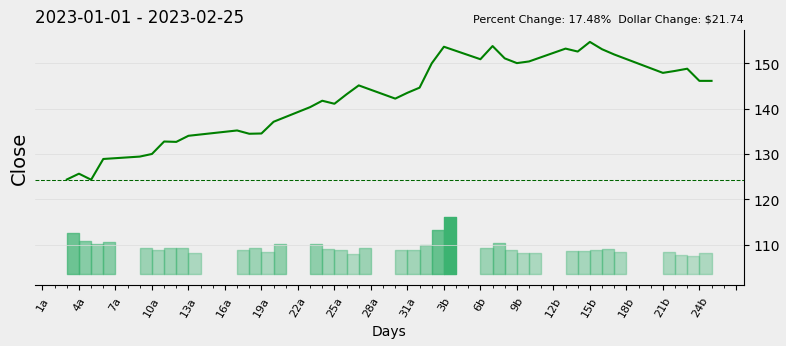 2023-01-01 - 2023-02-25
Percent Change: 17.48%  Dollar Change: $21.74
Close
150
140
130
120
110
1a 4a 7a 10a 13a 16a 19a 22a 25a 28a 31a 3b 6b 9b 12b 15b 18b 21b 24b
Days